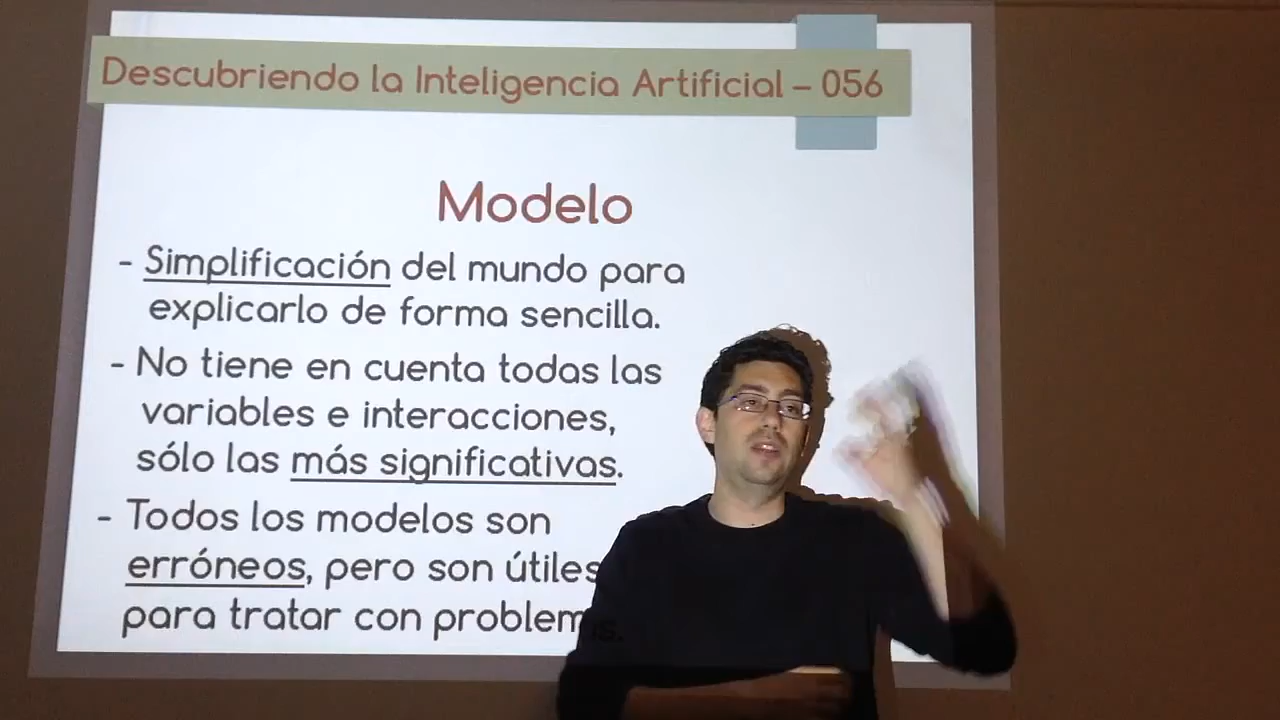 Descubriendo la Inteligencia Artificial – 056
Modelo
- Simplificación del mundo para
explicarlo de forma sencilla.
- No tiene en cuenta todas las
variables e interacciones,
sólo las más significativas.
- Todos los modelos son
erróneos, pero son útiles
para tratar con problemas.